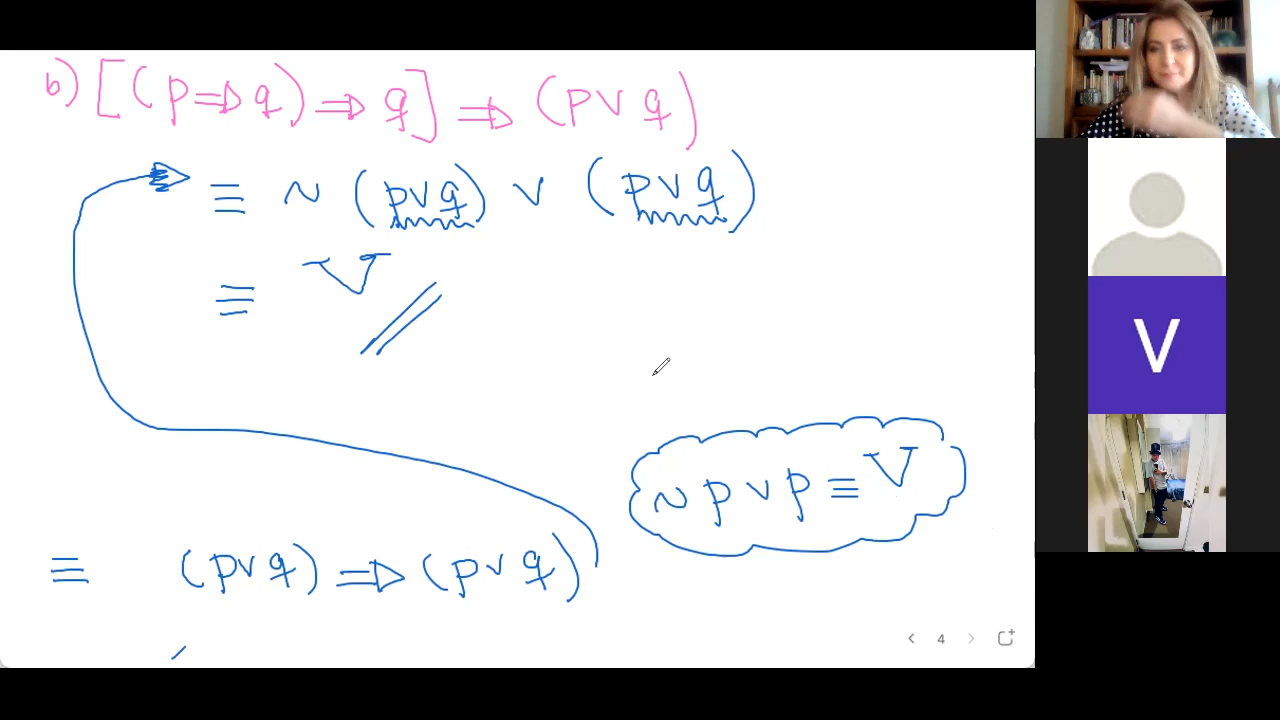 b) [(p ⇒ q) ⇒ q] ⇒ (p ∨ q)
≡ ~ (p ∨ q) ∨ (p ∨ q)
≡ V //
~ p ∨ p ≡ V
≡ (p ∨ q) ⇒ (p ∨ q)
< 4 >
V